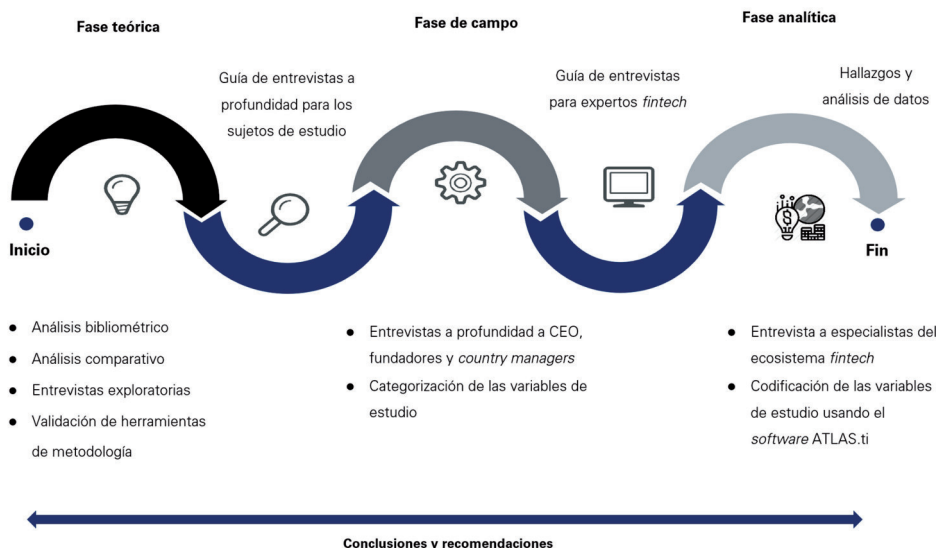 Fase teórica
Fase de campo
Fase analítica
Guía de entrevistas a
profundidad para los
sujetos de estudio
Guía de entrevistas
para expertos fintech
Hallazgos y
análisis de datos
Inicio
Fin
● Análisis bibliométrico
● Análisis comparativo
● Entrevistas exploratorias
● Validación de herramientas
de metodología
● Entrevistas a profundidad a CEO,
fundadores y country managers
● Categorización de las variables de
estudio
● Entrevista a especialistas del
ecosistema fintech
● Codificación de las variables
de estudio usando el
software ATLAS.ti
Conclusiones y recomendaciones